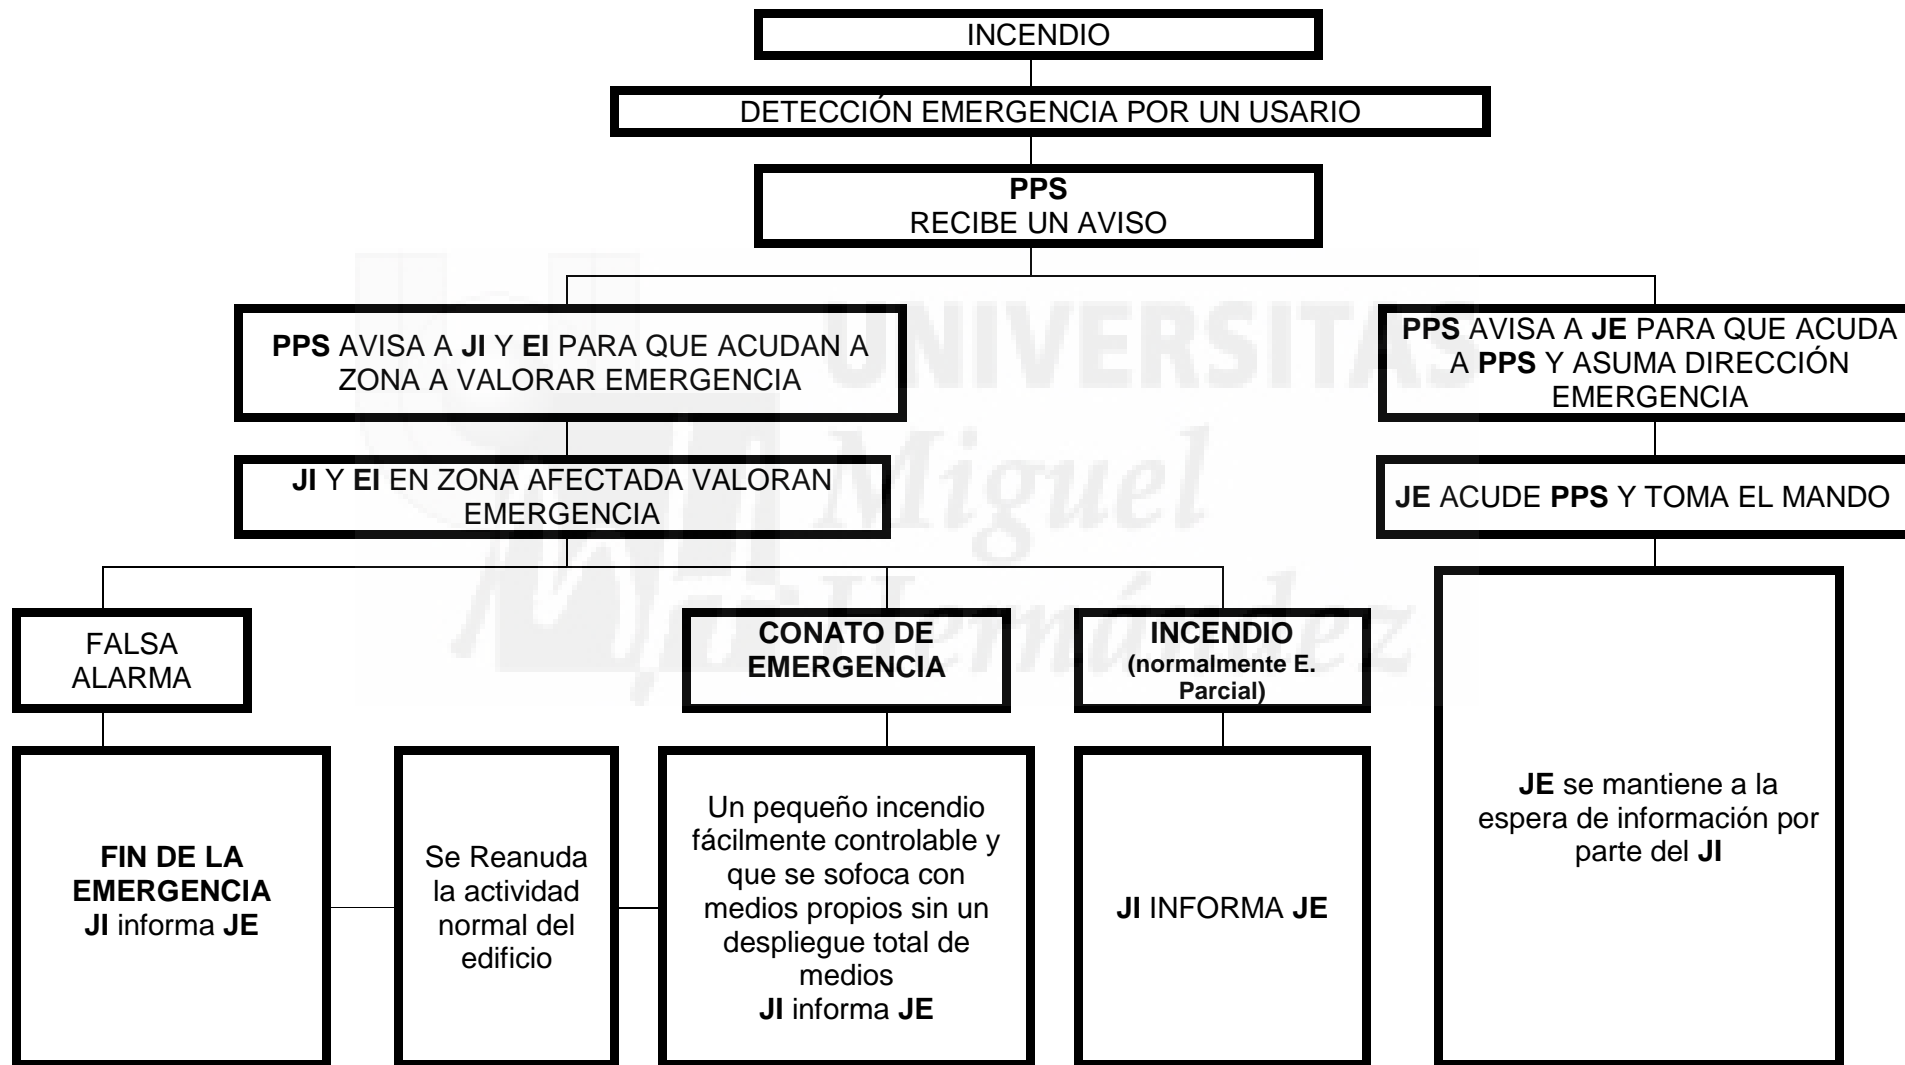 INCENDIO
DETECCIÓN EMERGENCIA POR UN USARIO
PPS
RECIBE UN AVISO
PPS AVISA A JI Y EI PARA QUE ACUDAN A
ZONA A VALORAR EMERGENCIA
PPS AVISA A JE PARA QUE ACUDA
A PPS Y ASUMA DIRECCIÓN
EMERGENCIA
JI Y EI EN ZONA AFECTADA VALORAN
EMERGENCIA
JE ACUDE PPS Y TOMA EL MANDO
FALSA
ALARMA
CONATO DE
EMERGENCIA
INCENDIO
(normalmente E.
Parcial)
FIN DE LA
EMERGENCIA
JI informa JE
Se Reanuda
la actividad
normal del
edificio
Un pequeño incendio
fácilmente controlable y
que se sofoca con
medios propios sin un
despliegue total de
medios
JI informa JE
JI INFORMA JE
JE se mantiene a la
espera de información por
parte del JI
UNIVERSITAS
Miguel
Hernández